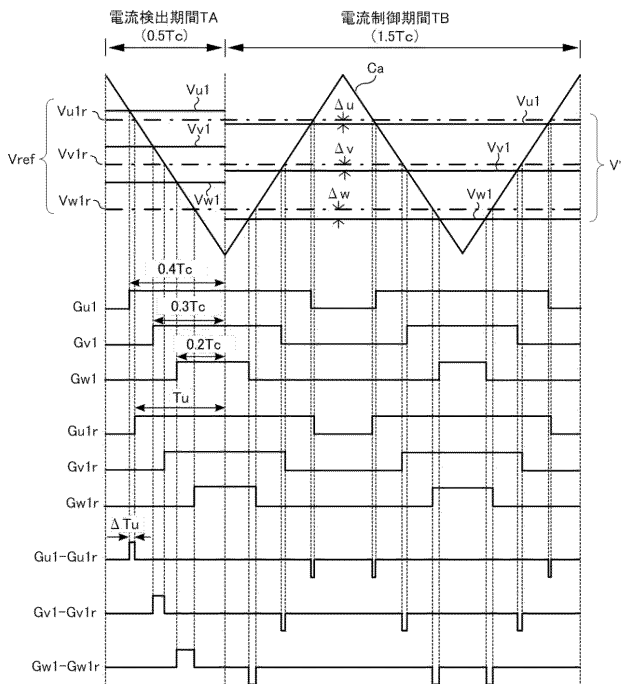 電流検出期間TA 電流制御期間TB
(0.5Tc) (1.5Tc)
Ca
Vu1 Δu Vu1
Vu1r
Vv1 Δv Vv1
Vref Vv1r
Vw1 Δw Vw1
Vw1r
0.4Tc
Gu1
0.3Tc
Gv1
0.2Tc
Gw1
Tu
Gu1r
Gv1r
Gw1r
ΔTu
Gu1−Gu1r
Gv1−Gv1r
Gw1−Gw1r